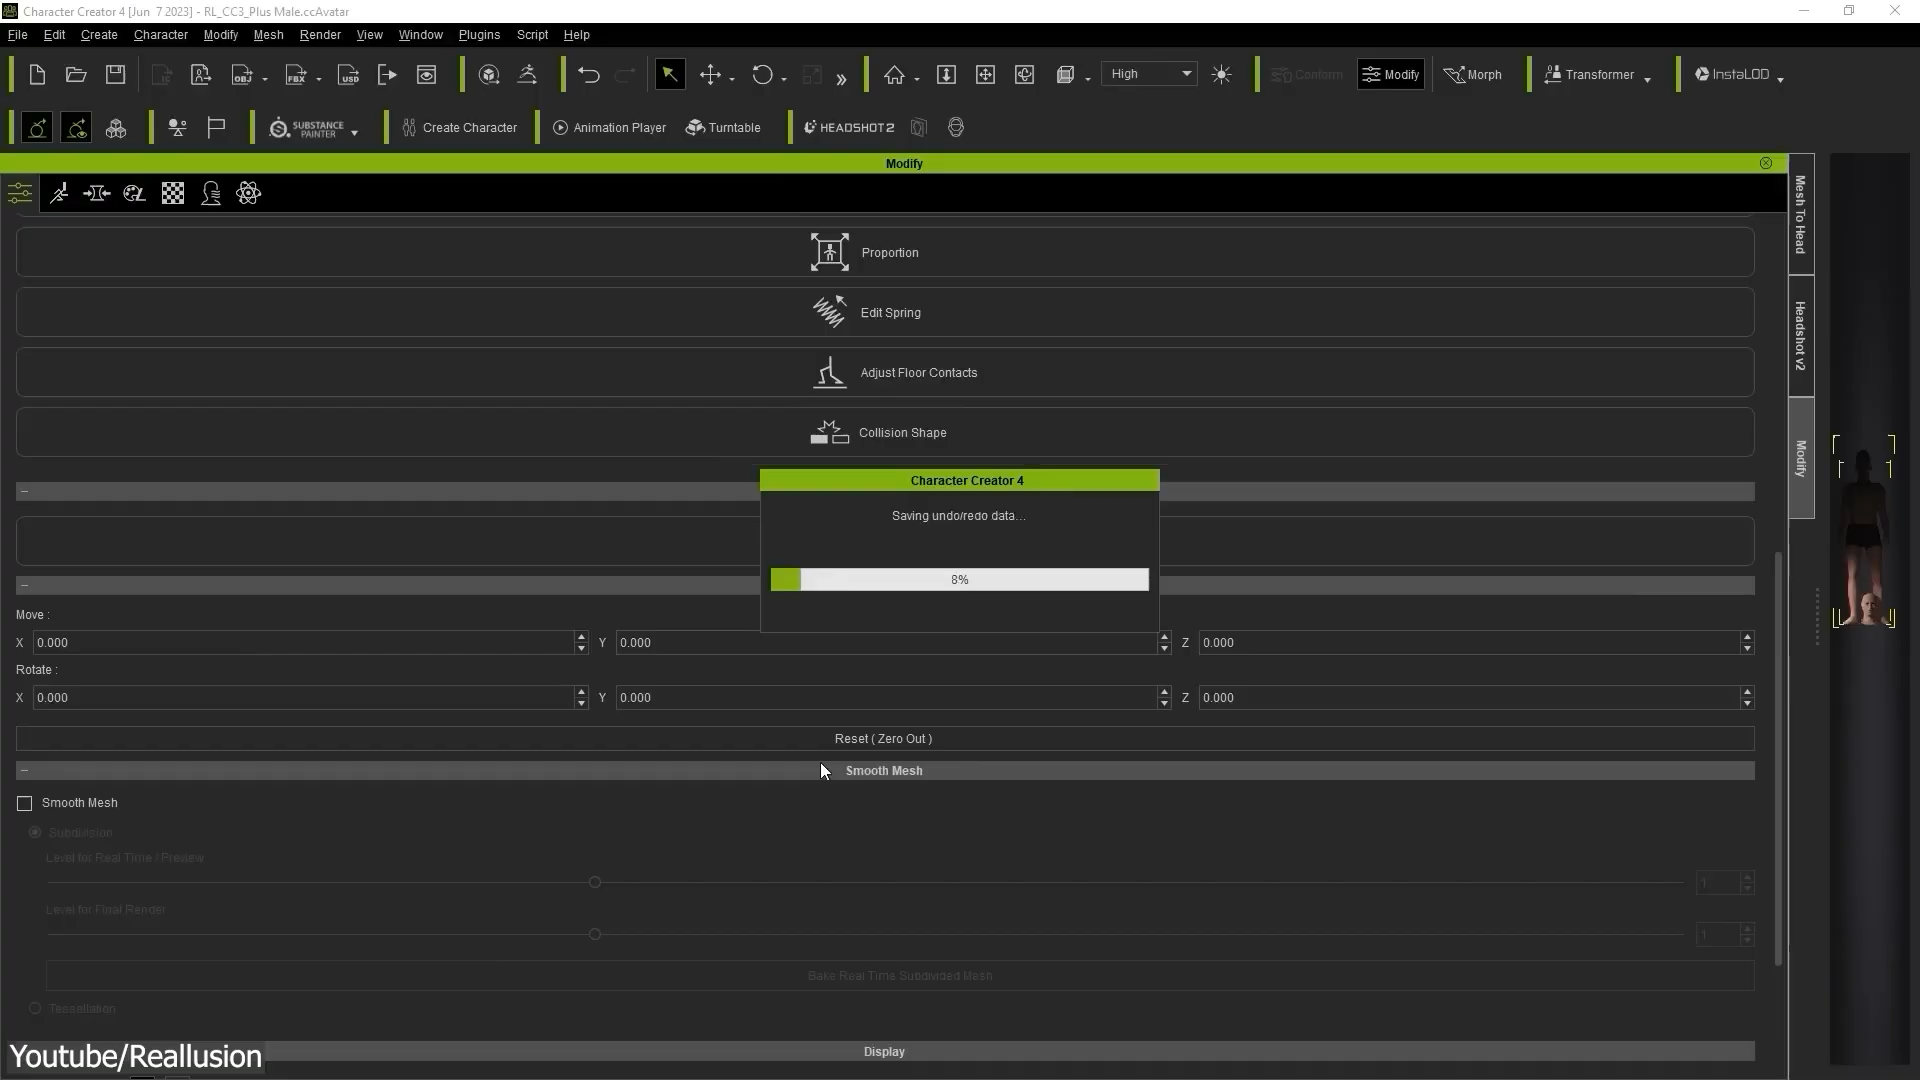 Character Creator 4 [Jun 7 2023] - RL_CC3_Plus Male.ccAvatar
File Edit Create Character Modify Mesh Render View Window Plugins Script Help
OBJ FBX USD High Conform Modify Morph Transformer InstaLOD
SUBSTANCE PAINTER Create Character Animation Player Turntable HEADSHOT 2
Modify
Mesh To Head
Headshot v2
Modify
Proportion
Edit Spring
Adjust Floor Contacts
Collision Shape
Character Creator 4
Saving undo/redo data...
8%
Move :
X 0.000 Y 0.000 Z 0.000
Rotate :
X 0.000 Y 0.000 Z 0.000
Reset ( Zero Out )
Smooth Mesh
Smooth Mesh
Subdivision
Level for Real Time / Preview
1
Level for Final Render
1
Bake Real Time Subdivided Mesh
Tessellation
Display
Youtube/Reallusion